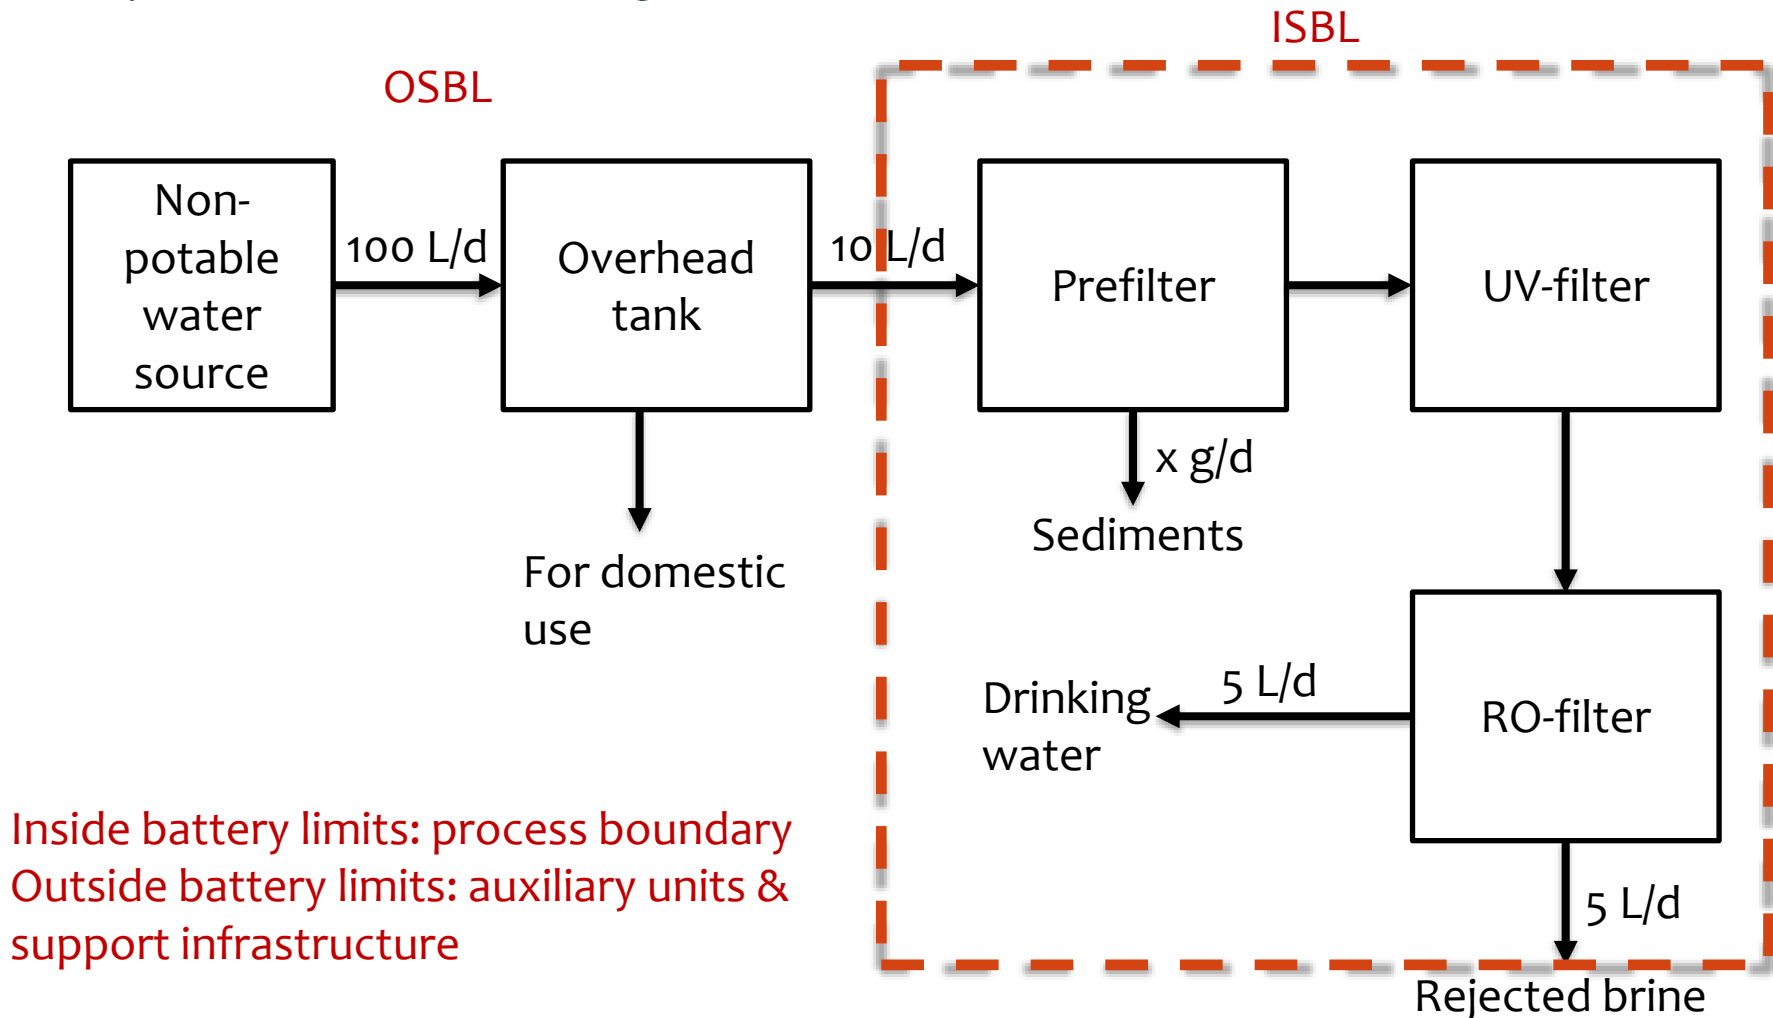 ISBL
OSBL
Non-
potable
water
source
100 L/d
Overhead
tank
10 L/d
Prefilter
UV-filter
x g/d
Sediments
For domestic
use
Drinking
water
5 L/d
RO-filter
Inside battery limits: process boundary
Outside battery limits: auxiliary units &
support infrastructure
5 L/d
Rejected brine